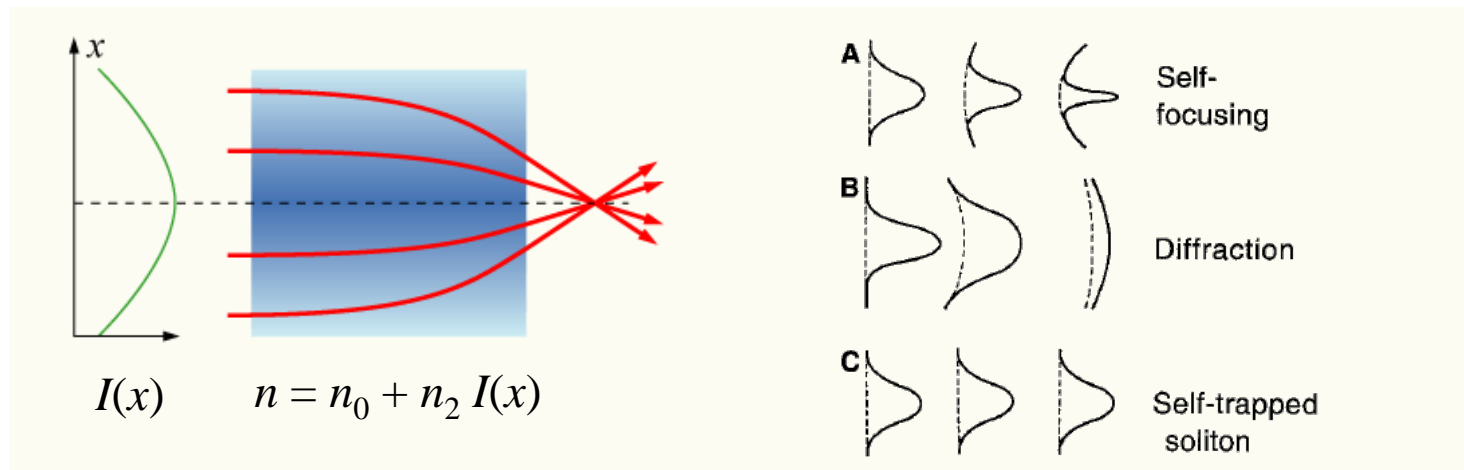 x
I(x)
n = n₀ + n₂ I(x)
A
Self-
focusing
B
Diffraction
C
Self-trapped
soliton